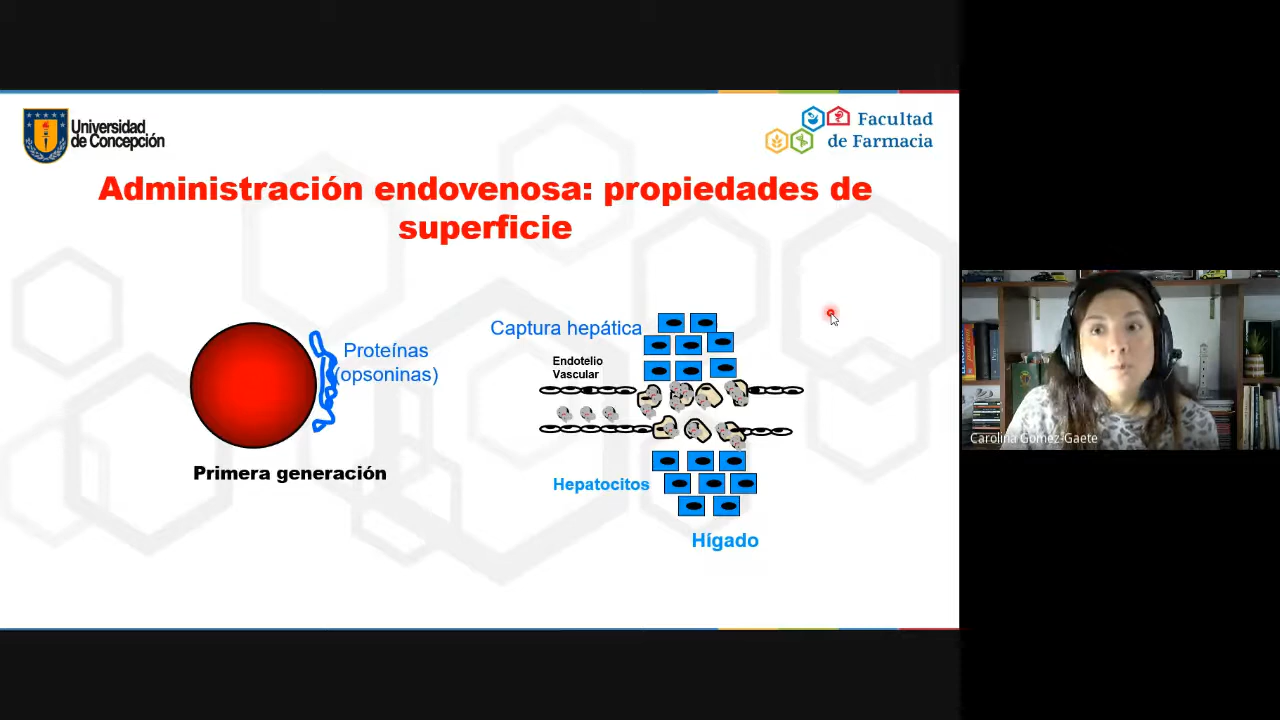 Universidad
de Concepción
Facultad
de Farmacia
Administración endovenosa: propiedades de
superficie
Proteínas
(opsoninas)
Primera generación
Captura hepática
Endotelio
Vascular
Hepatocitos
Hígado
Carolina Gomez-Gaete